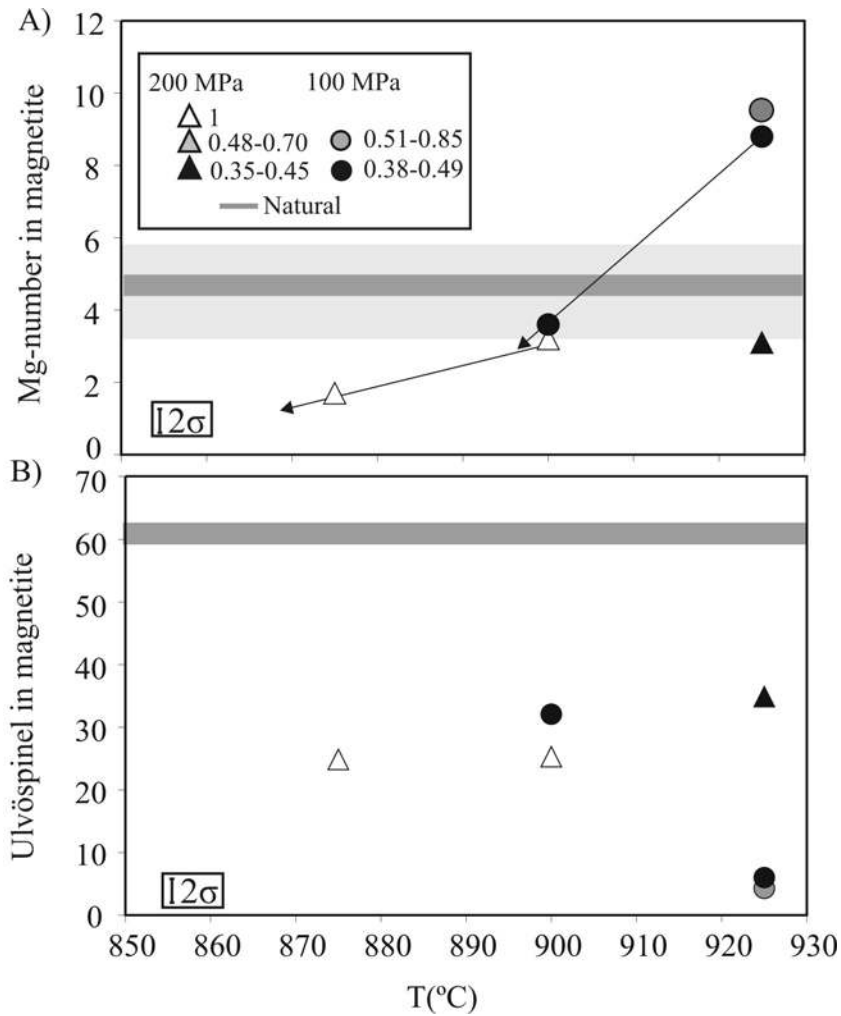 A)
12
10
8
6
4
2
0
Mg-number in magnetite
200 MPa 100 MPa
1
0.48-0.70 0.51-0.85
0.35-0.45 0.38-0.49
Natural
2σ
B)
70
60
50
40
30
20
10
0
Ulvöspinel in magnetite
2σ
850 860 870 880 890 900 910 920 930
T(ºC)